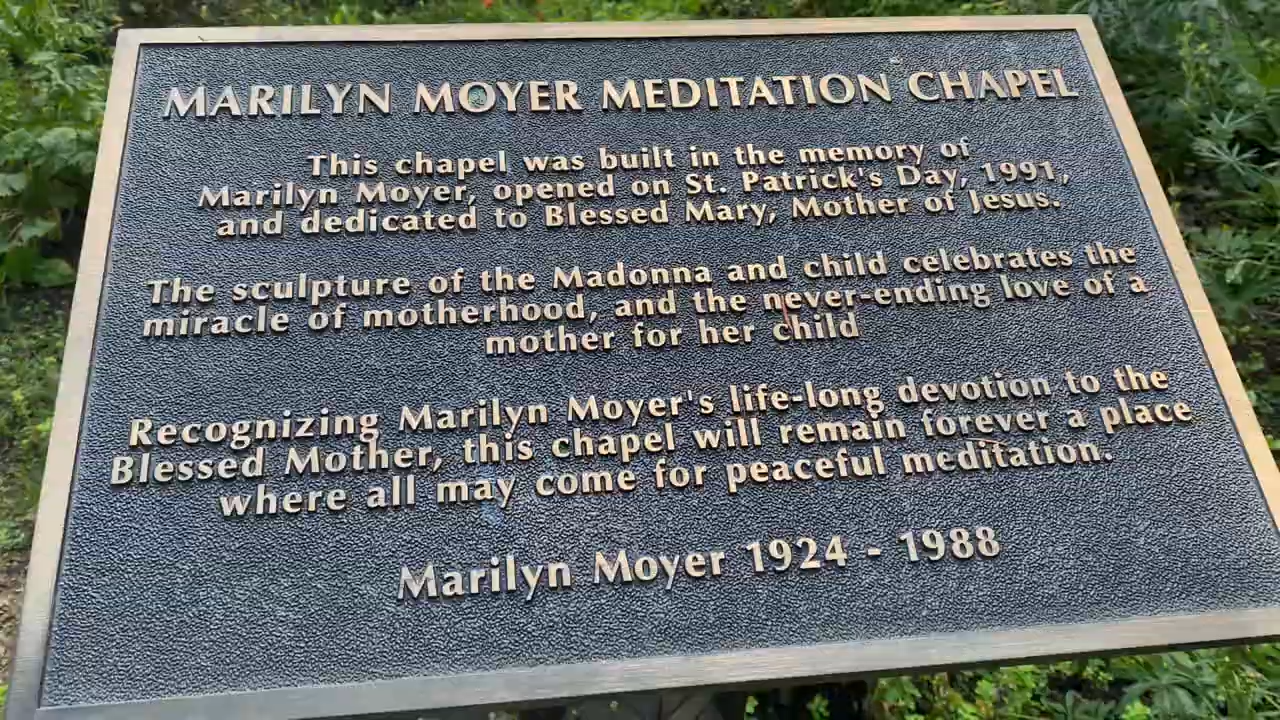 MARILYN MOYER MEDITATION CHAPEL
This chapel was built in the memory of
Marilyn Moyer, opened on St. Patrick's Day, 1991,
and dedicated to Blessed Mary, Mother of Jesus.
The sculpture of the Madonna and child celebrates the
miracle of motherhood, and the never-ending love of a
mother for her child
Recognizing Marilyn Moyer's life-long devotion to the
Blessed Mother, this chapel will remain forever a place
where all may come for peaceful meditation.
Marilyn Moyer 1924 - 1988